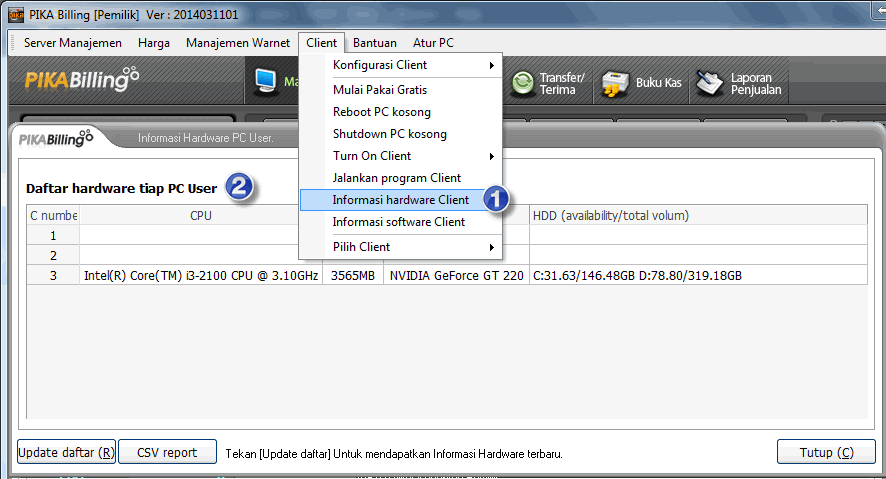 PIKA Billing [Pemilik] Ver : 2014031101
Server Manajemen Harga Manajemen Warnet Client Bantuan Atur PC
PIKABilling
Ma
Transfer/
Terima
Buku Kas
Laporan
Penjualan
Konfigurasi Client
Mulai Pakai Gratis
Reboot PC kosong
Shutdown PC kosong
Turn On Client
Jalankan program Client
Informasi hardware Client 1
Informasi software Client
Pilih Client
PIKABilling Informasi Hardware PC User.
Daftar hardware tiap PC User 2
C numbe CPU HDD (availability/total volum)
1
2
3 Intel(R) Core(TM) i3-2100 CPU @ 3.10GHz 3565MB NVIDIA GeForce GT 220 C:31.63/146.48GB D:78.80/319.18GB
Update daftar (R) CSV report Tekan [Update daftar] Untuk mendapatkan Informasi Hardware terbaru. Tutup (C)